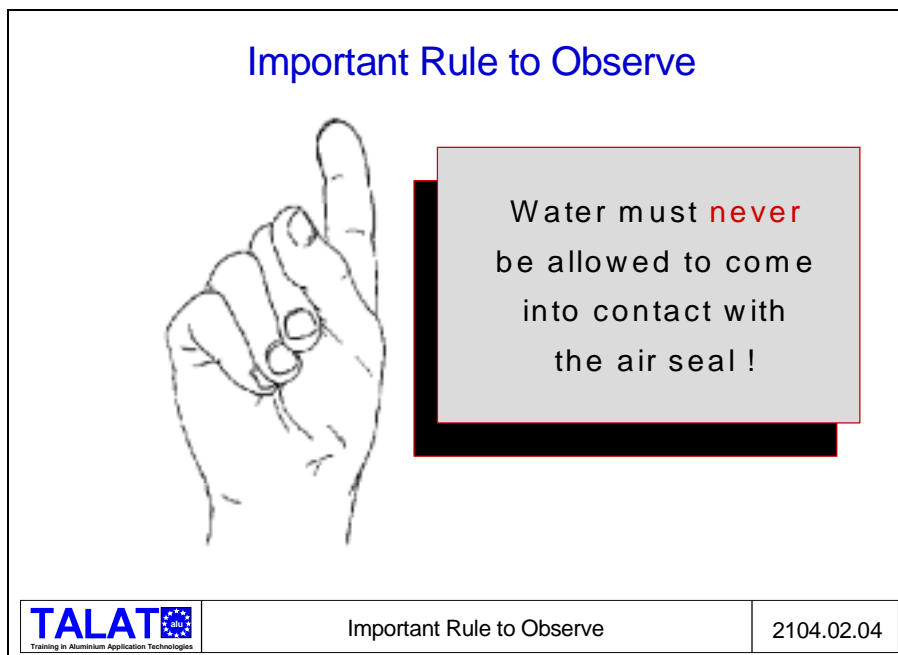 Important Rule to Observe
Water must never
be allowed to come
into contact with
the air seal !
TALAT
alu
Training in Aluminium Application Technologies
Important Rule to Observe
2104.02.04